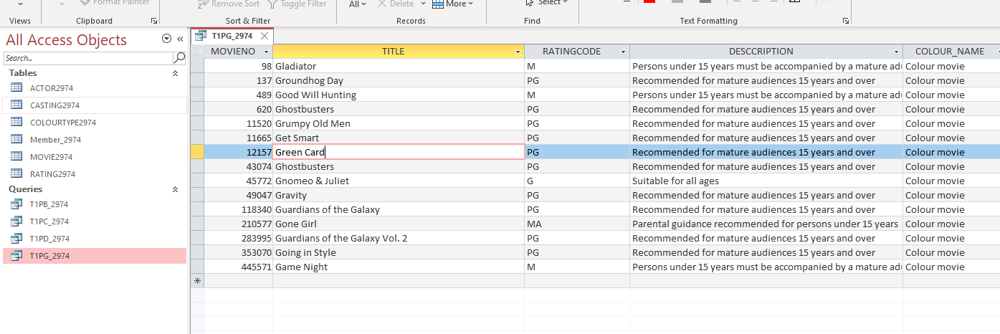 Format Painter
Remove Sort Toggle Filter
All Delete More
Select
Views Clipboard Sort & Filter Records Find Text Formatting
All Access Objects
Search...
Tables
ACTOR2974
CASTING2974
COLOURTYPE2974
Member_2974
MOVIE2974
RATING2974
Queries
T1PB_2974
T1PC_2974
T1PD_2974
T1PG_2974
T1PG_2974
MOVIENO TITLE RATINGCODE DESCCRIPTION COLOUR_NAME
98 Gladiator M Persons under 15 years must be accompanied by a mature adu Colour movie
137 Groundhog Day PG Recommended for mature audiences 15 years and over Colour movie
489 Good Will Hunting M Persons under 15 years must be accompanied by a mature adu Colour movie
620 Ghostbusters PG Recommended for mature audiences 15 years and over Colour movie
11520 Grumpy Old Men PG Recommended for mature audiences 15 years and over Colour movie
11665 Get Smart PG Recommended for mature audiences 15 years and over Colour movie
12157 Green Card PG Recommended for mature audiences 15 years and over Colour movie
43074 Ghostbusters PG Recommended for mature audiences 15 years and over Colour movie
45772 Gnomeo & Juliet G Suitable for all ages Colour movie
49047 Gravity PG Recommended for mature audiences 15 years and over Colour movie
118340 Guardians of the Galaxy PG Recommended for mature audiences 15 years and over Colour movie
210577 Gone Girl MA Parental guidance recommended for persons under 15 years Colour movie
283995 Guardians of the Galaxy Vol. 2 PG Recommended for mature audiences 15 years and over Colour movie
353070 Going in Style PG Recommended for mature audiences 15 years and over Colour movie
445571 Game Night M Persons under 15 years must be accompanied by a mature adu Colour movie